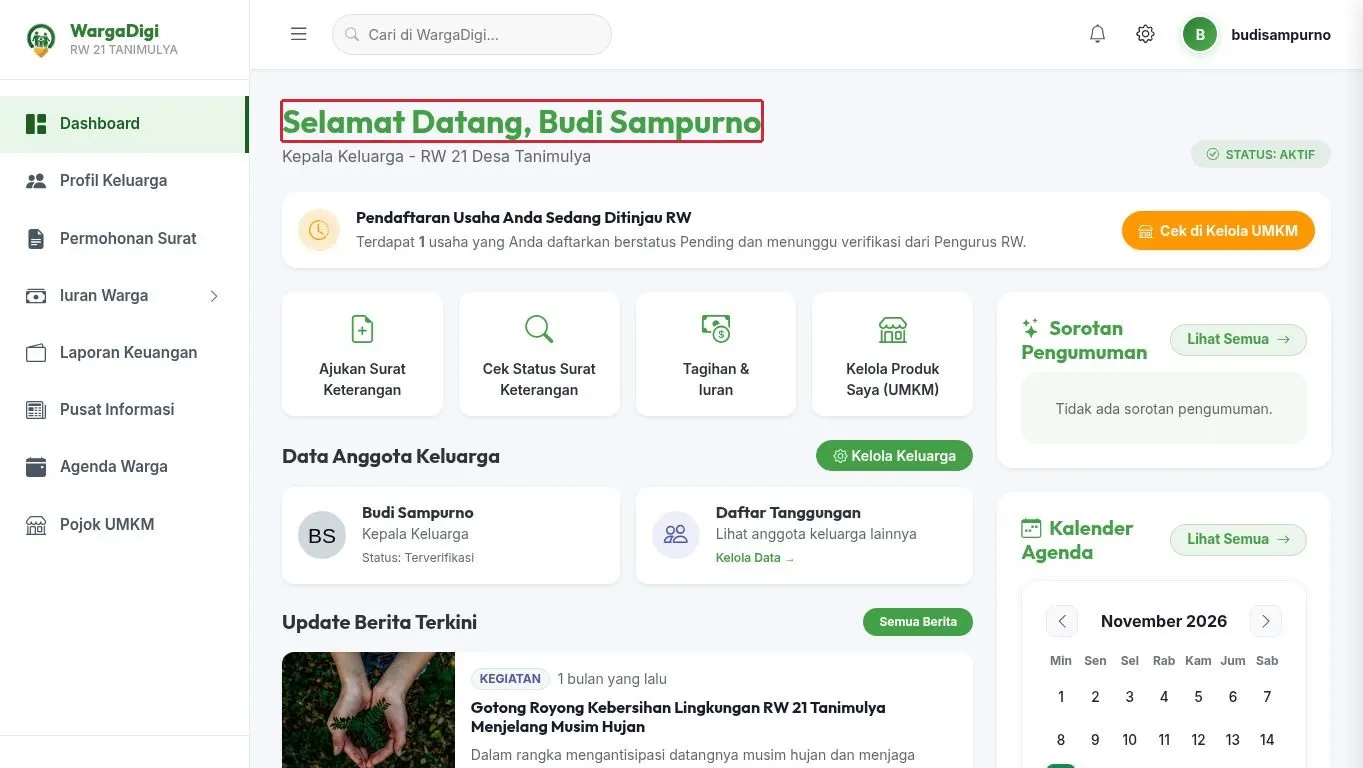 WargaDigi
RW 21 TANIMULYA
Cari di WargaDigi...
B
budisampurno
Dashboard
Profil Keluarga
Permohonan Surat
Iuran Warga
Laporan Keuangan
Pusat Informasi
Agenda Warga
Pojok UMKM
Selamat Datang, Budi Sampurno
Kepala Keluarga - RW 21 Desa Tanimulya
STATUS: AKTIF
Pendaftaran Usaha Anda Sedang Ditinjau RW
Terdapat 1 usaha yang Anda daftarkan berstatus Pending dan menunggu verifikasi dari Pengurus RW.
Cek di Kelola UMKM
Ajukan Surat
Keterangan
Cek Status Surat
Keterangan
Tagihan &
Iuran
Kelola Produk
Saya (UMKM)
Data Anggota Keluarga
Kelola Keluarga
BS
Budi Sampurno
Kepala Keluarga
Status: Terverifikasi
Daftar Tanggungan
Lihat anggota keluarga lainnya
Kelola Data →
Update Berita Terkini
Semua Berita
KEGIATAN
1 bulan yang lalu
Gotong Royong Kebersihan Lingkungan RW 21 Tanimulya
Menjelang Musim Hujan
Dalam rangka mengantisipasi datangnya musim hujan dan menjaga
Sorotan
Pengumuman
Lihat Semua →
Tidak ada sorotan pengumuman.
Kalender
Agenda
Lihat Semua →
November 2026
Min Sen Sel Rab Kam Jum Sab
1 2 3 4 5 6 7
8 9 10 11 12 13 14